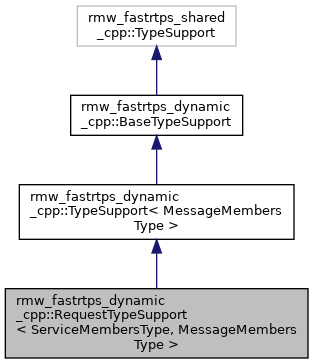 rmw_fastrtps_shared
_cpp::TypeSupport
rmw_fastrtps_dynamic
_cpp::BaseTypeSupport
rmw_fastrtps_dynamic
_cpp::TypeSupport< MessageMembers
Type >
rmw_fastrtps_dynamic
_cpp::RequestTypeSupport
< ServiceMembersType, MessageMembers
Type >